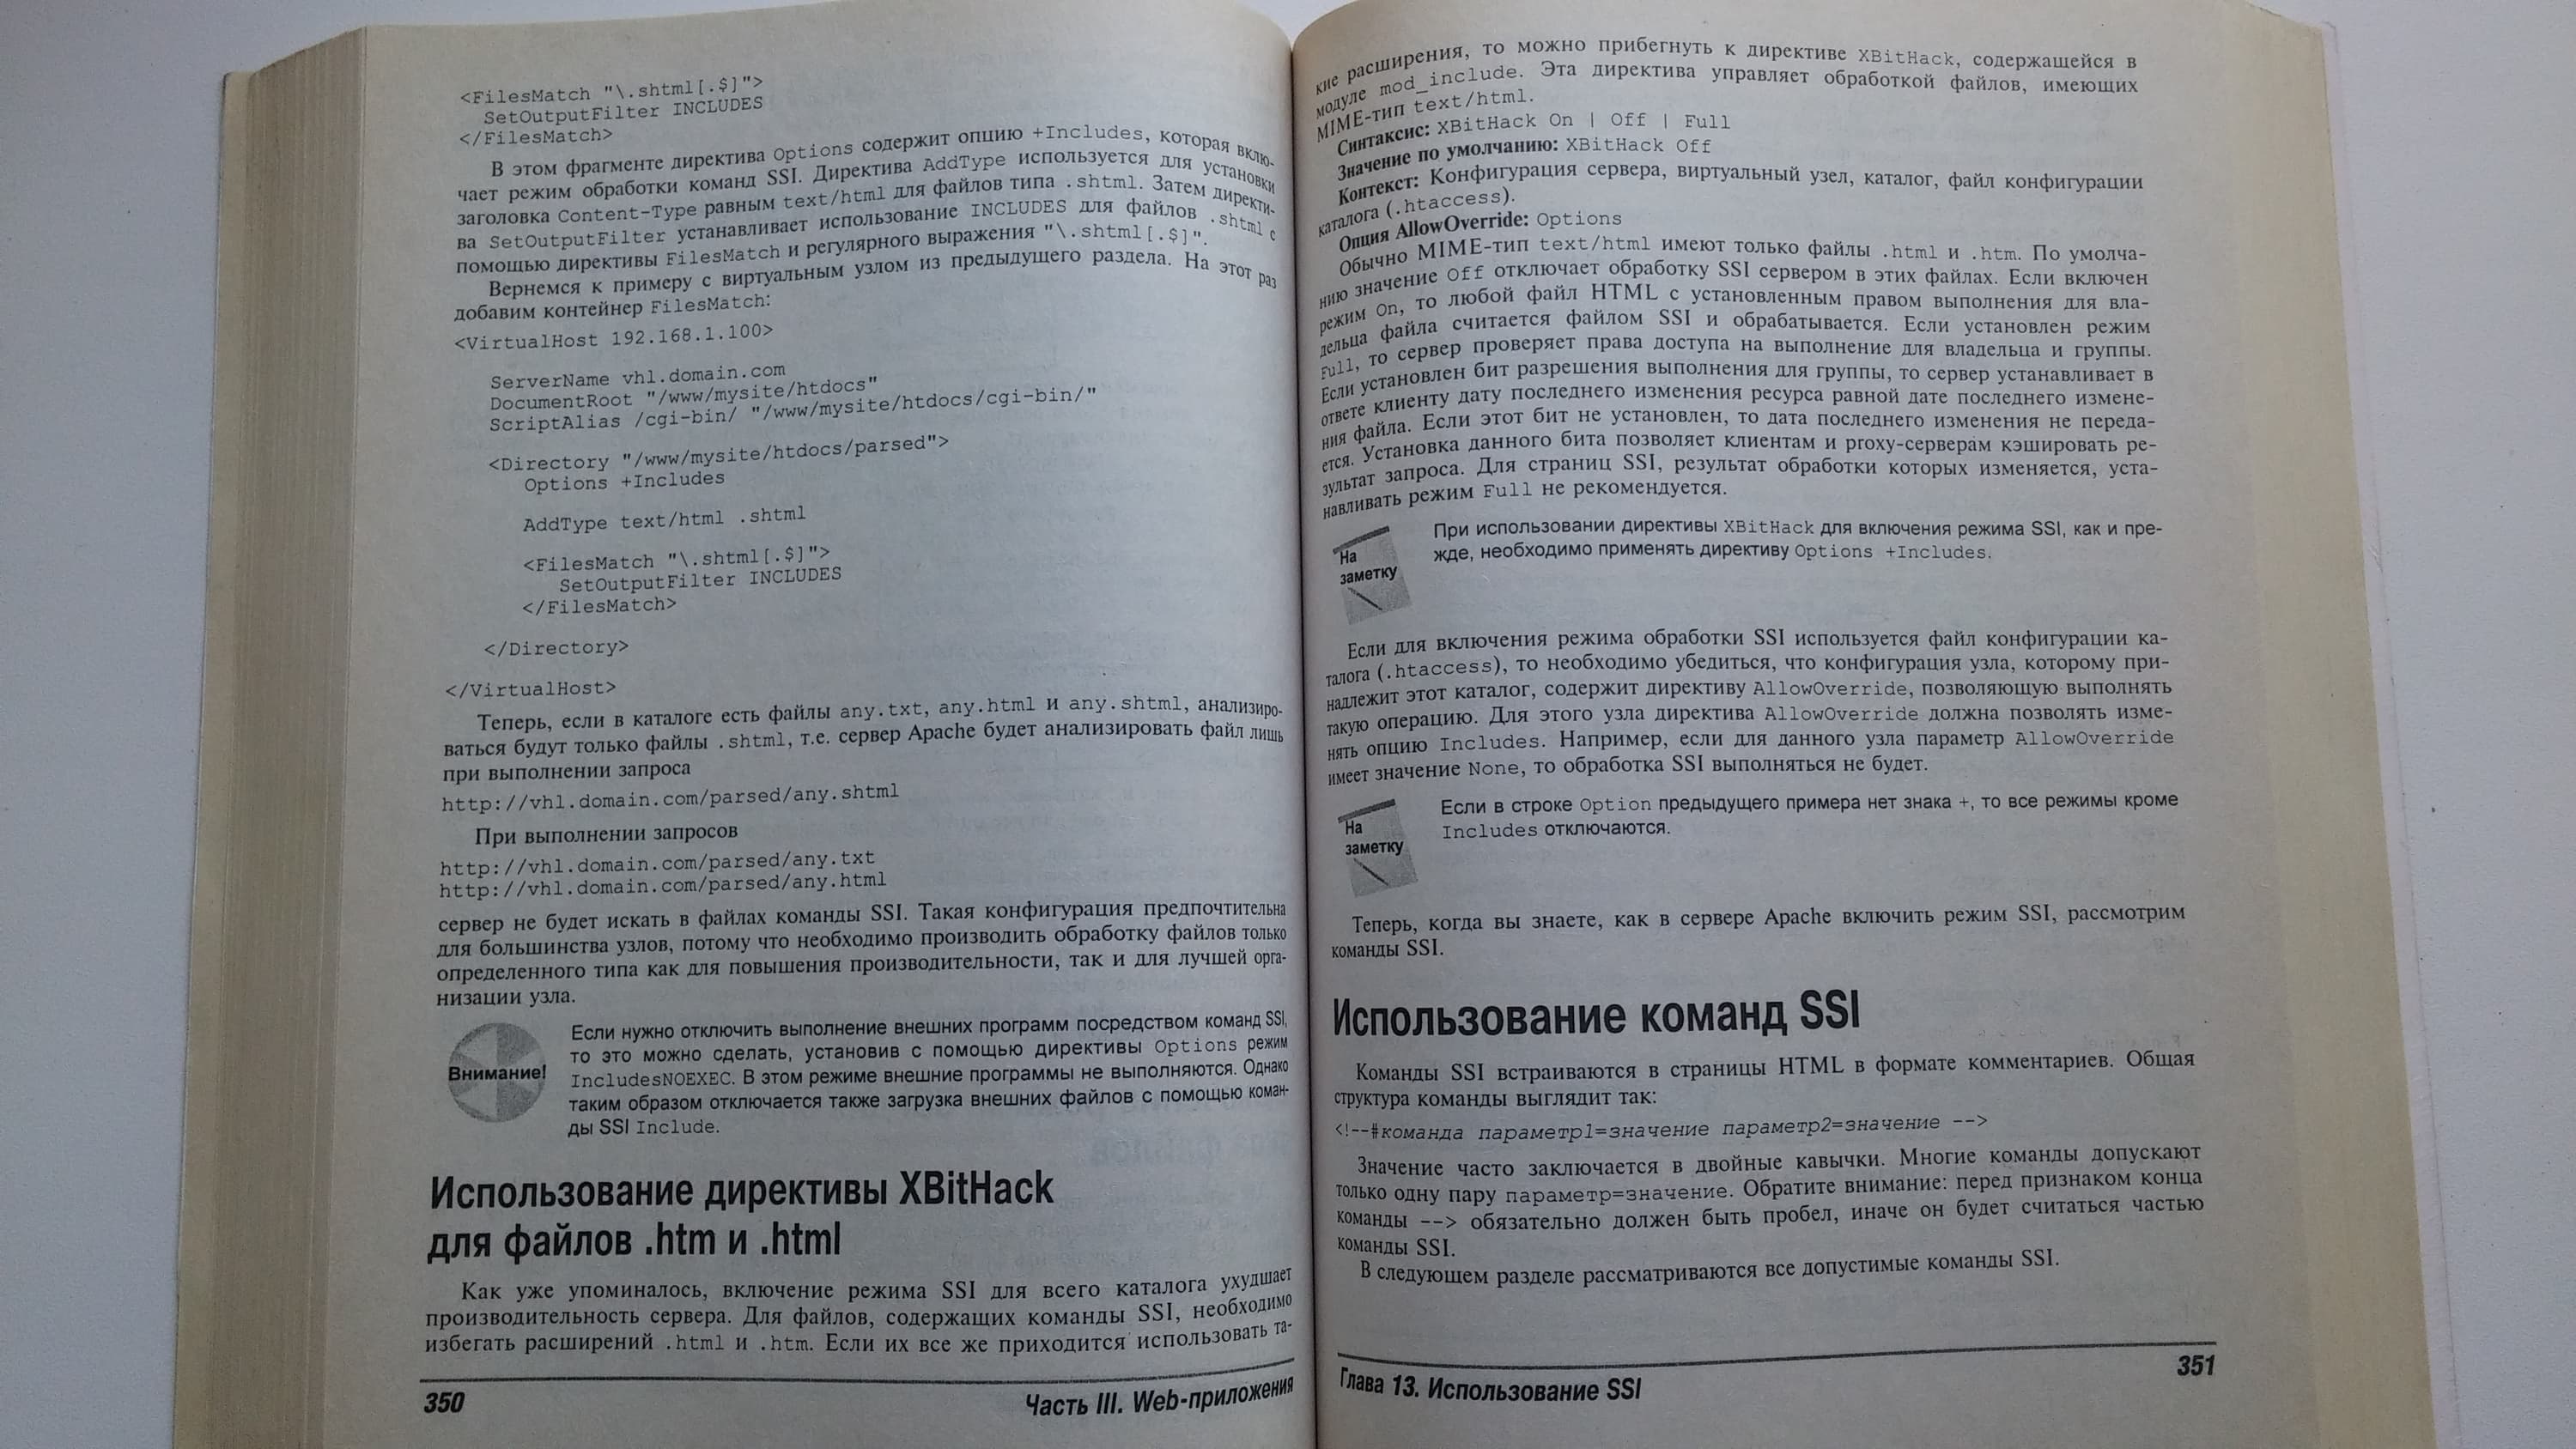 <FilesMatch "\.shtml[.$]">
SetOutputFilter INCLUDES
</FilesMatch>
В этом фрагменте директива Options содержит опцию +Includes, которая вклю-
чает режим обработки команд SSI. Директива AddType используется для установки
заголовка Content-Type равным text/html для файлов типа .shtml. Затем директи-
ва SetOutputFilter устанавливает использование INCLUDES для файлов .shtml с
помощью директивы FilesMatch и регулярного выражения "\.shtml[.$]".
Вернемся к примеру с виртуальным узлом из предыдущего раздела. На этот раз
добавим контейнер FilesMatch:
<VirtualHost 192.168.1.100>
ServerName vhl.domain.com
DocumentRoot "/www/mysite/htdocs"
ScriptAlias /cgi-bin/ "/www/mysite/htdocs/cgi-bin/"
<Directory "/www/mysite/htdocs/parsed">
Options +Includes
AddType text/html .shtml
<FilesMatch "\.shtml[.$]">
SetOutputFilter INCLUDES
</FilesMatch>
</Directory>
</VirtualHost>
Теперь, если в каталоге есть файлы any.txt, any.html и any.shtml, анализиро-
ваться будут только файлы .shtml, т.е. сервер Apache будет анализировать файл лишь
при выполнении запроса
http://vhl.domain.com/parsed/any.shtml
При выполнении запросов
http://vhl.domain.com/parsed/any.txt
http://vhl.domain.com/parsed/any.html
сервер не будет искать в файлах команды SSI. Такая конфигурация предпочтительна
для большинства узлов, потому что необходимо производить обработку файлов только
определенного типа как для повышения производительности, так и для лучшей орга-
низации узла.
Внимание!
Если нужно отключить выполнение внешних программ посредством команд SSI,
то это можно сделать, установив с помощью директивы Options режим
IncludesNOEXEC. В этом режиме внешние программы не выполняются. Однако
таким образом отключается также загрузка внешних файлов с помощью коман-
ды SSI Include.
Использование директивы XBitHack
для файлов .htm и .html
Как уже упоминалось, включение режима SSI для всего каталога ухудшает
производительность сервера. Для файлов, содержащих команды SSI, необходимо
избегать расширений .html и .htm. Если их все же приходится использовать та-
350
Часть III. Web-приложения
кие расширения, то можно прибегнуть к директиве XBitHack, содержащейся в
модуле mod_include. Эта директива управляет обработкой файлов, имеющих
MIME-тип text/html.
Синтаксис: XBitHack On | Off | Full
Значение по умолчанию: XBitHack Off
Контекст: Конфигурация сервера, виртуальный узел, каталог, файл конфигурации
каталога (.htaccess).
Опция AllowOverride: Options
Обычно MIME-тип text/html имеют только файлы .html и .htm. По умолча-
нию значение Off отключает обработку SSI сервером в этих файлах. Если включен
режим On, то любой файл HTML с установленным правом выполнения для вла-
дельца файла считается файлом SSI и обрабатывается. Если установлен режим
Full, то сервер проверяет права доступа на выполнение для владельца и группы.
Если установлен бит разрешения выполнения для группы, то сервер устанавливает в
ответе клиенту дату последнего изменения ресурса равной дате последнего измене-
ния файла. Если этот бит не установлен, то дата последнего изменения не переда-
ется. Установка данного бита позволяет клиентам и proxy-серверам кэшировать ре-
зультат запроса. Для страниц SSI, результат обработки которых изменяется, уста-
навливать режим Full не рекомендуется.
На
заметку
При использовании директивы XBitHack для включения режима SSI, как и пре-
жде, необходимо применять директиву Options +Includes.
Если для включения режима обработки SSI используется файл конфигурации ка-
талога (.htaccess), то необходимо убедиться, что конфигурация узла, которому при-
надлежит этот каталог, содержит директиву AllowOverride, позволяющую выполнять
такую операцию. Для этого узла директива AllowOverride должна позволять изме-
нять опцию Includes. Например, если для данного узла параметр AllowOverride
имеет значение None, то обработка SSI выполняться не будет.
На
заметку
Если в строке Option предыдущего примера нет знака +, то все режимы кроме
Includes отключаются.
Теперь, когда вы знаете, как в сервере Apache включить режим SSI, рассмотрим
команды SSI.
Использование команд SSI
Команды SSI встраиваются в страницы HTML в формате комментариев. Общая
структура команды выглядит так:
<!--#команда параметр1=значение параметр2=значение -->
Значение часто заключается в двойные кавычки. Многие команды допускают
только одну пару параметр=значение. Обратите внимание: перед признаком конца
команды --> обязательно должен быть пробел, иначе он будет считаться частью
команды SSI.
В следующем разделе рассматриваются все допустимые команды SSI.
Глава 13. Использование SSI
351